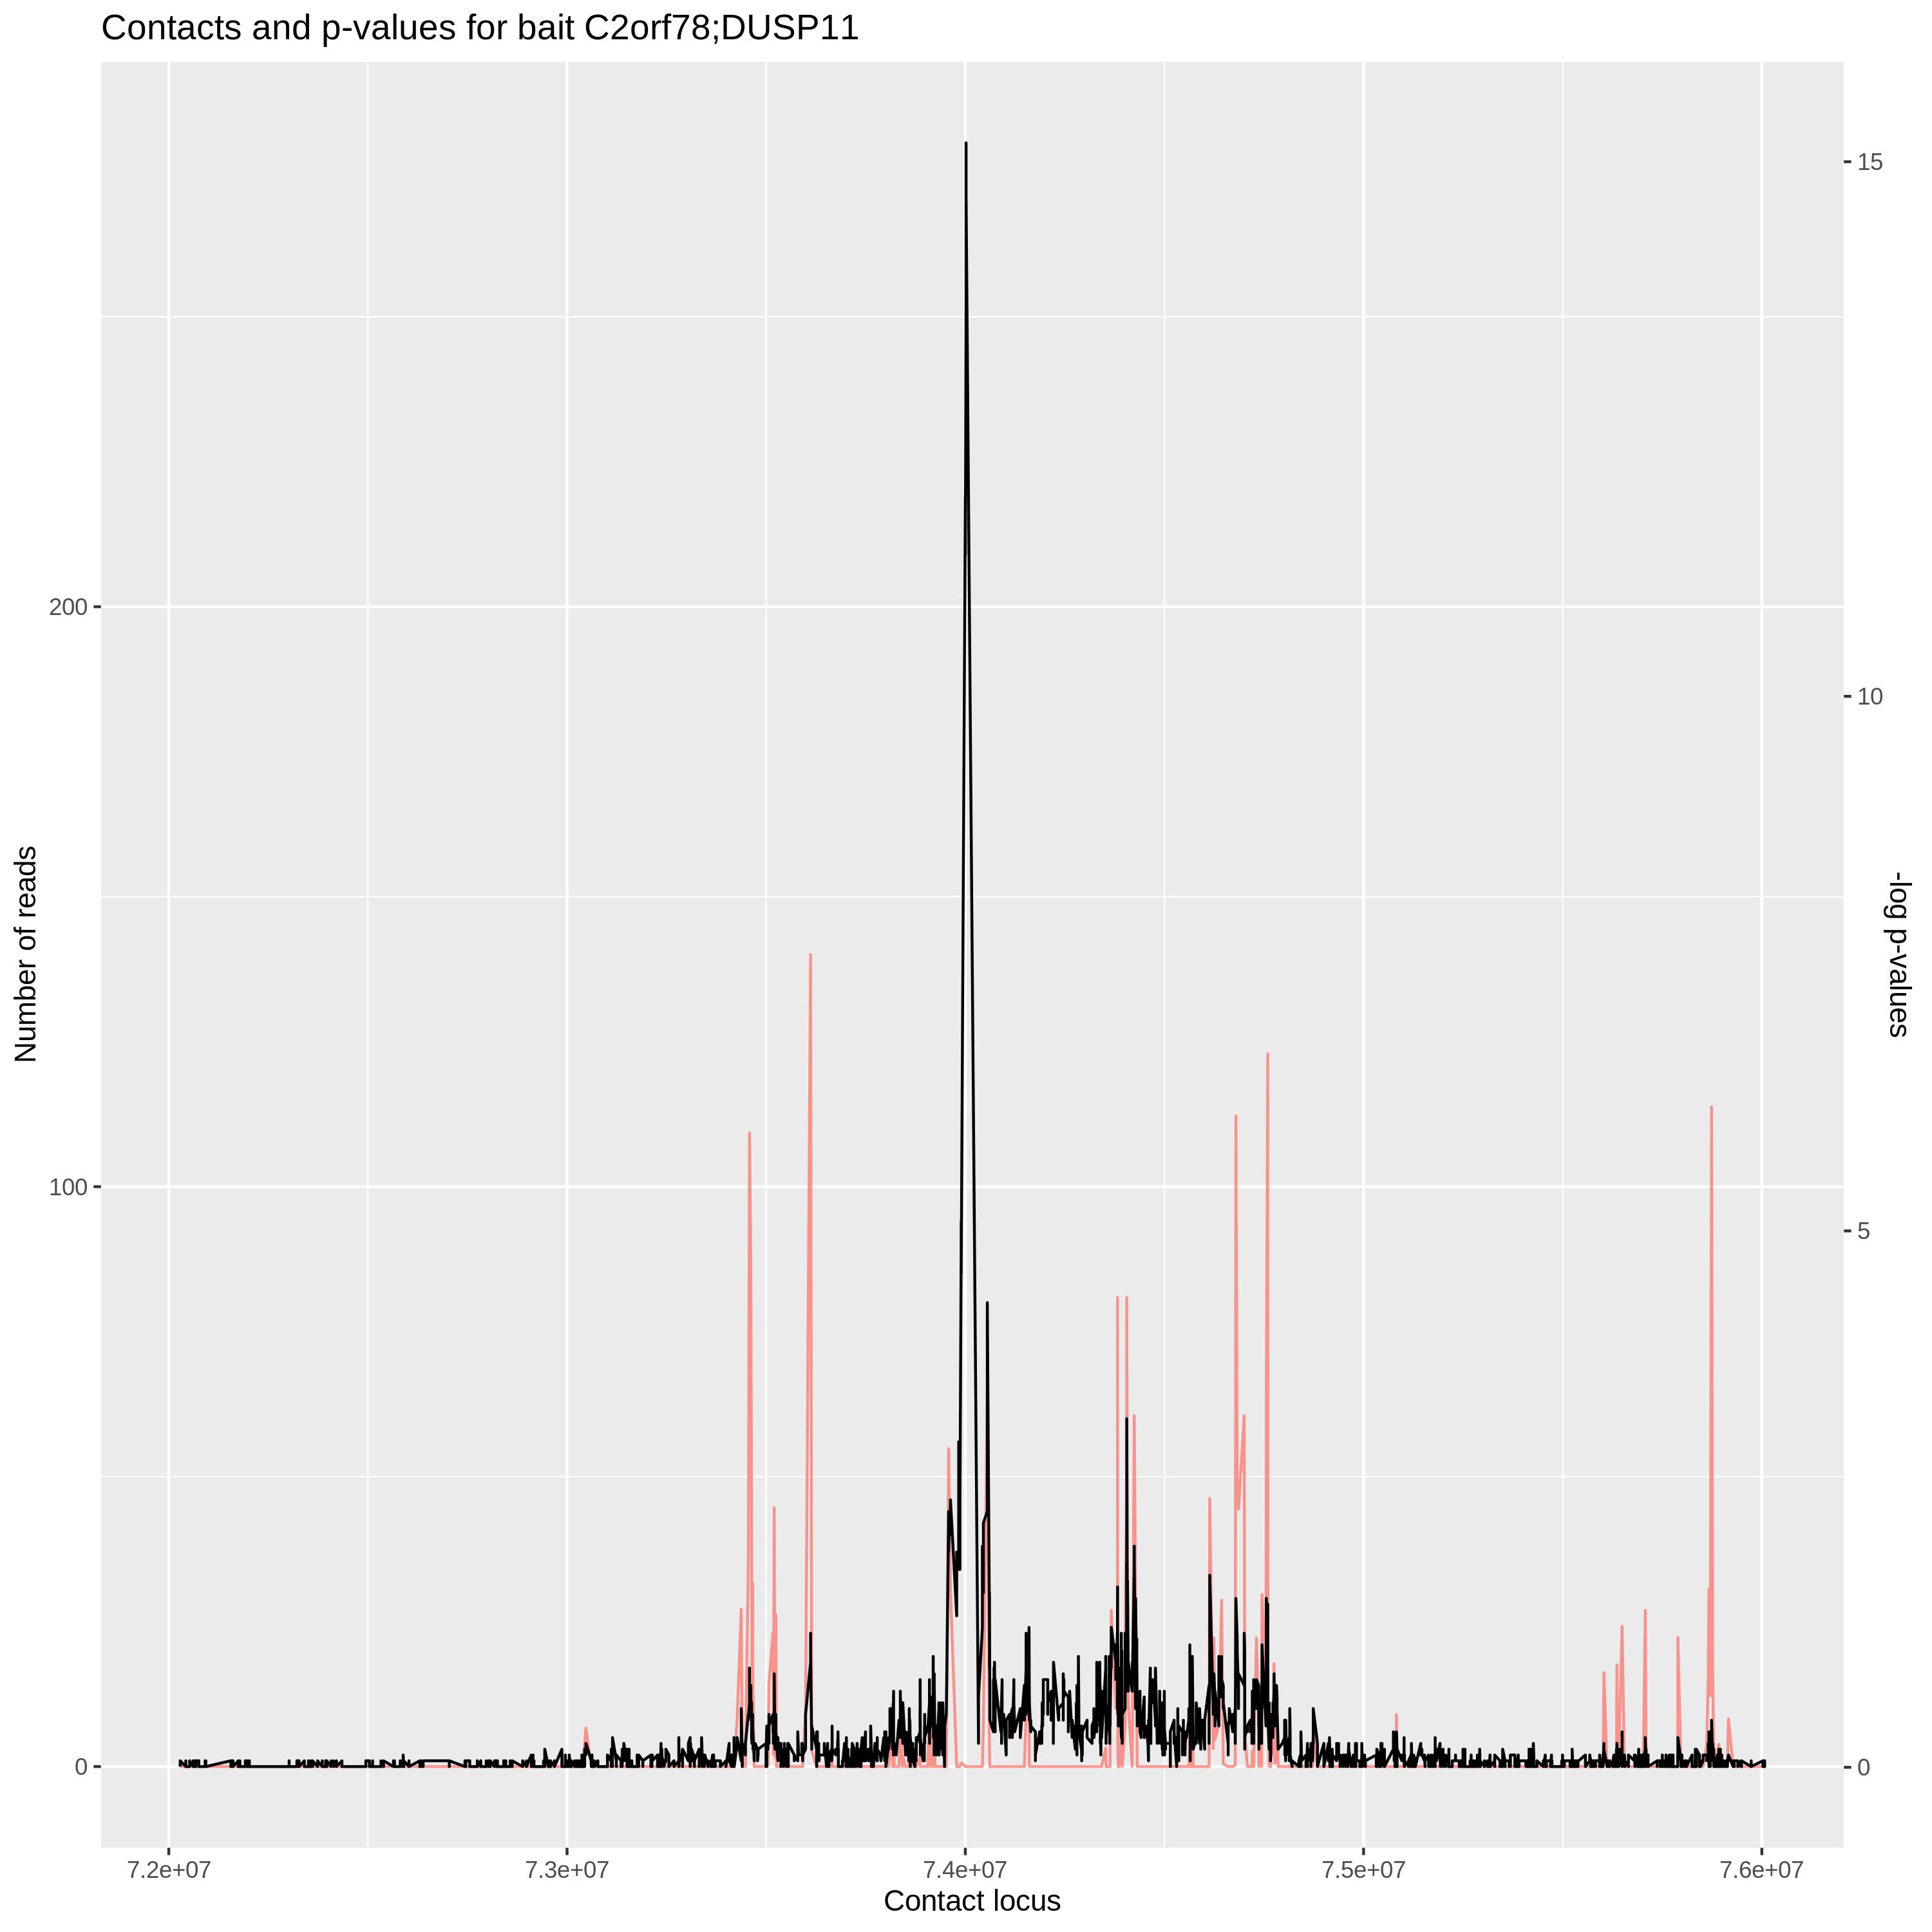 Contacts and p-values for bait C2orf78;DUSP11
Number of reads
200
100
0
15
10
5
0
-log p-values
7.2e+07 7.3e+07 7.4e+07 7.5e+07 7.6e+07
Contact locus